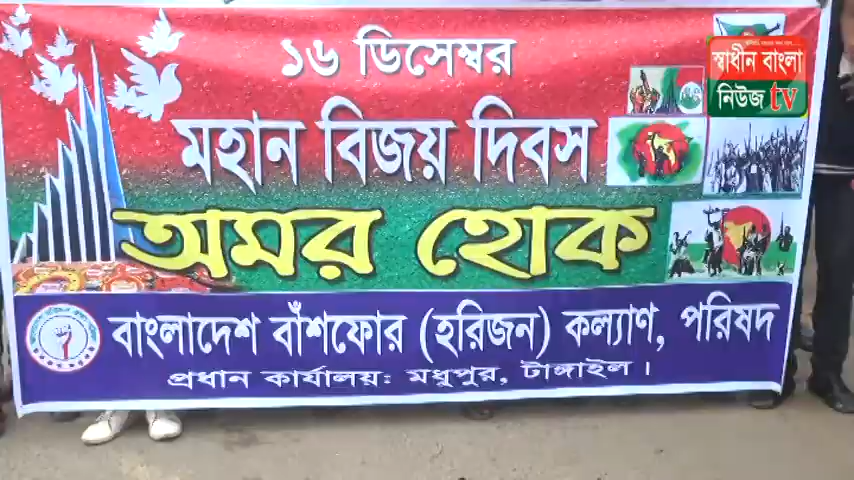 ১৬ ডিসেম্বর
মহান বিজয় দিবস
অমর হোক
বাংলাদেশ বাঁশফোর (হরিজন) কল্যাণ, পরিষদ
প্রধান কার্যালয়: মধুপুর, টাঙ্গাইল।
স্বাধীন বাংলা
নিউজ tv